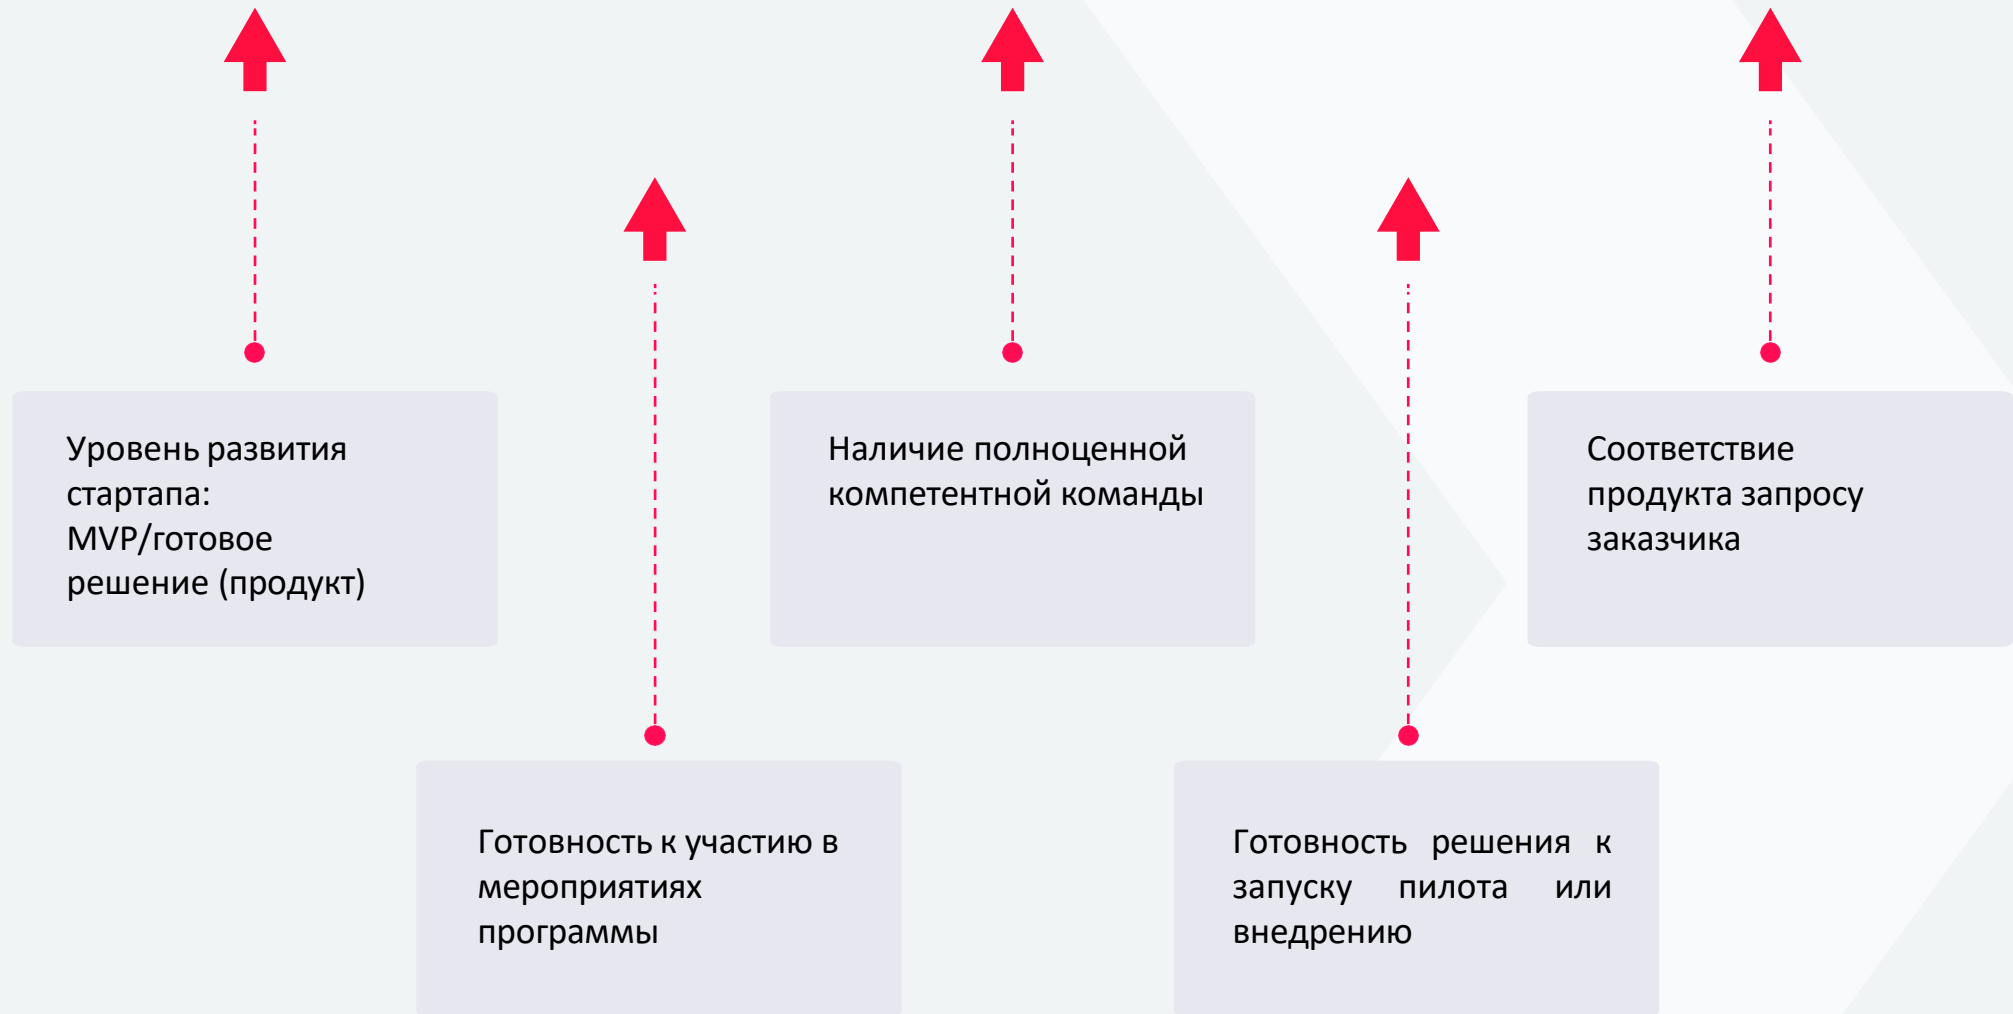 Уровень развития
стартапа:
MVP/готовое
решение (продукт)
Наличие полноценной
компетентной команды
Соответствие
продукта запросу
заказчика
Готовность к участию в
мероприятиях
программы
Готовность решения к
запуску пилота или
внедрению